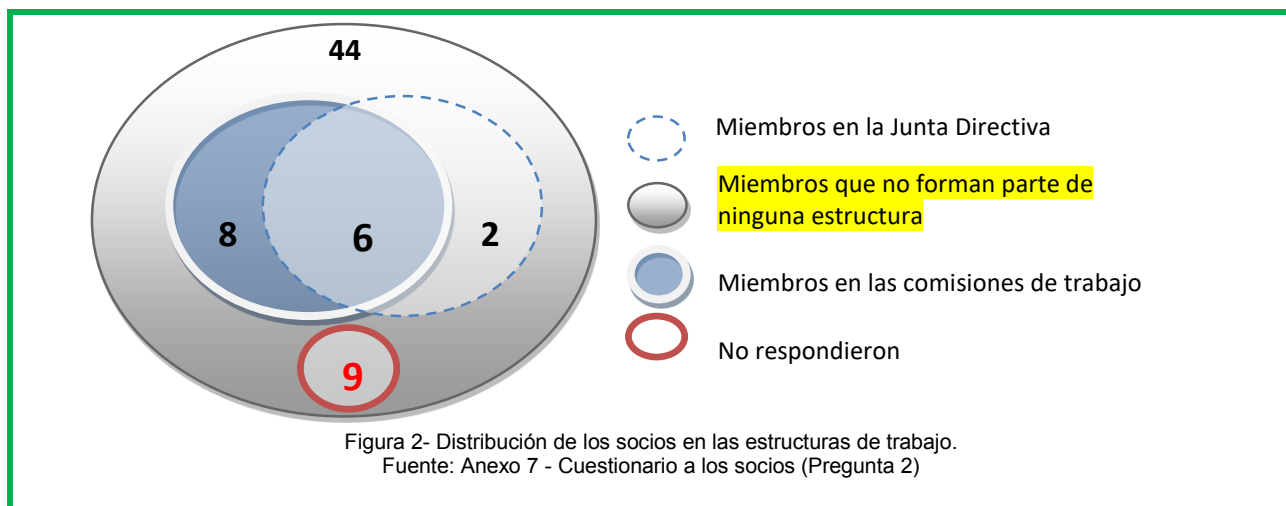 44
8
6
2
9
Miembros en la Junta Directiva
Miembros que no forman parte de
ninguna estructura
Miembros en las comisiones de trabajo
No respondieron
Figura 2- Distribución de los socios en las estructuras de trabajo.
Fuente: Anexo 7 - Cuestionario a los socios (Pregunta 2)